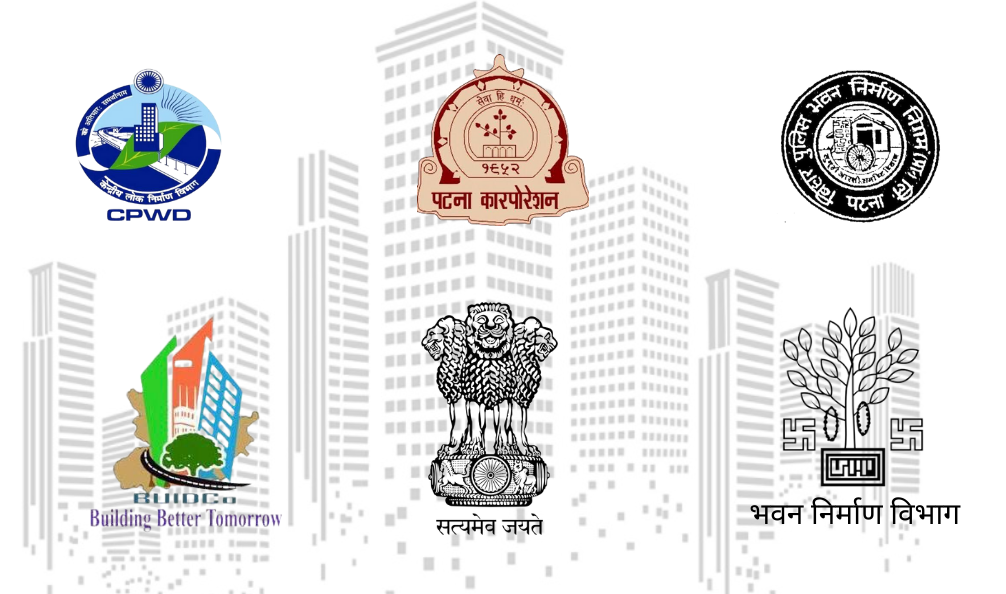 केन्द्रीय लोक निर्माण विभाग
CPWD
सेवा हि धर्मः
१९५२
पटना कारपोरेशन
बिहार पुलिस भवन निर्माण निगम (प्रा.) लि. पटना
BUIDCo
Building Better Tomorrow
सत्यमेव जयते
भवन निर्माण विभाग